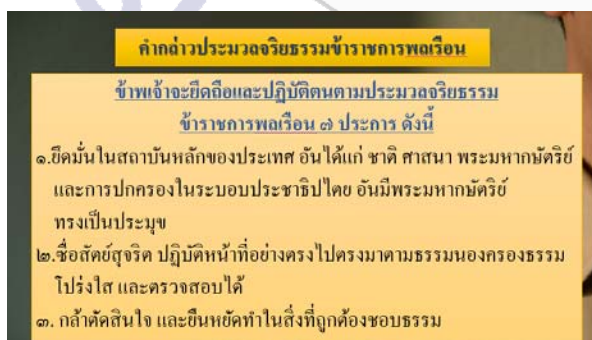 คำกล่าวประมวลจริยธรรมข้าราชการพลเรือน
ข้าพเจ้าจะยึดถือและปฏิบัติตนตามประมวลจริยธรรม
ข้าราชการพลเรือน ๗ ประการ ดังนี้
๑.ยึดมั่นในสถาบันหลักของประเทศ อันได้แก่ ชาติ ศาสนา พระมหากษัตริย์
และการปกครองในระบอบประชาธิปไตย อันมีพระมหากษัตริย์
ทรงเป็นประมุข
๒.ซื่อสัตย์สุจริต ปฏิบัติหน้าที่อย่างตรงไปตรงมาตามธรรมนองครองธรรม
โปร่งใส และตรวจสอบได้
๓. กล้าตัดสินใจ และยืนหยัดทำในสิ่งที่ถูกต้องชอบธรรม